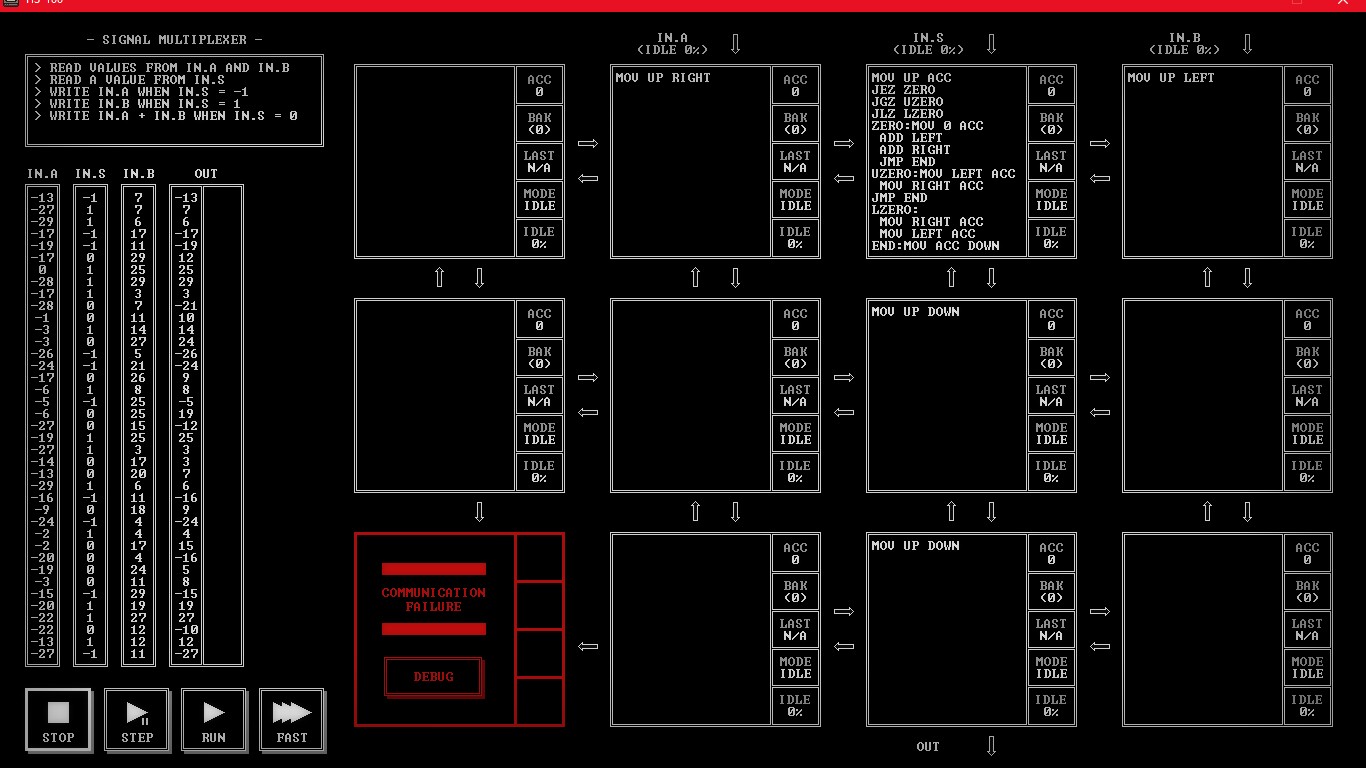 TIS-100
- SIGNAL MULTIPLEXER -
> READ VALUES FROM IN.A AND IN.B
> READ A VALUE FROM IN.S
> WRITE IN.A WHEN IN.S = -1
> WRITE IN.B WHEN IN.S = 1
> WRITE IN.A + IN.B WHEN IN.S = 0
IN.A IN.S IN.B OUT
-13 -1 7 -13
-27 1 7 7
-29 1 6 6
-17 -1 17 -17
-19 -1 11 -19
-17 0 29 12
0 1 25 25
-28 1 29 29
-17 1 3 3
-28 0 7 -21
-1 0 11 10
-3 1 14 14
-3 0 27 24
-26 -1 5 -26
-24 -1 21 -24
-17 0 26 9
-6 1 8 8
-5 -1 25 -5
-6 0 25 19
-27 0 15 -12
-19 1 25 25
-27 1 3 3
-14 0 17 3
-13 0 20 7
-29 1 6 6
-16 -1 11 -16
-9 0 18 9
-24 -1 4 -24
-2 1 4 4
-2 0 17 15
-20 0 4 -16
-19 0 24 5
-3 0 11 8
-15 -1 29 -15
-20 1 19 19
-22 1 27 27
-22 0 12 -10
-13 1 12 12
-27 -1 11 -27
STOP
STEP
RUN
FAST
ACC
0
BAK
(0)
LAST
N/A
MODE
IDLE
IDLE
0%
IN.A
(IDLE 0%)
MOV UP RIGHT
ACC
0
BAK
(0)
LAST
N/A
MODE
IDLE
IDLE
0%
IN.S
(IDLE 0%)
MOV UP ACC
JEZ ZERO
JGZ UZERO
JLZ LZERO
ZERO:MOV 0 ACC
ADD LEFT
ADD RIGHT
JMP END
UZERO:MOV LEFT ACC
MOV RIGHT ACC
JMP END
LZERO:
MOV RIGHT ACC
MOV LEFT ACC
END:MOV ACC DOWN
ACC
0
BAK
(0)
LAST
N/A
MODE
IDLE
IDLE
0%
IN.B
(IDLE 0%)
MOV UP LEFT
ACC
0
BAK
(0)
LAST
N/A
MODE
IDLE
IDLE
0%
ACC
0
BAK
(0)
LAST
N/A
MODE
IDLE
IDLE
0%
ACC
0
BAK
(0)
LAST
N/A
MODE
IDLE
IDLE
0%
MOV UP DOWN
ACC
0
BAK
(0)
LAST
N/A
MODE
IDLE
IDLE
0%
ACC
0
BAK
(0)
LAST
N/A
MODE
IDLE
IDLE
0%
COMMUNICATION
FAILURE
DEBUG
ACC
0
BAK
(0)
LAST
N/A
MODE
IDLE
IDLE
0%
MOV UP DOWN
ACC
0
BAK
(0)
LAST
N/A
MODE
IDLE
IDLE
0%
ACC
0
BAK
(0)
LAST
N/A
MODE
IDLE
IDLE
0%
OUT